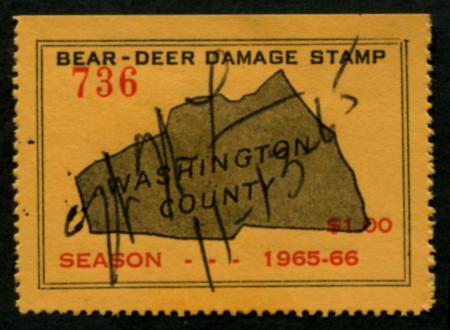 BEAR-DEER DAMAGE STAMP
736
WASHINGTON
COUNTY
$1.00
SEASON - - - 1965-66